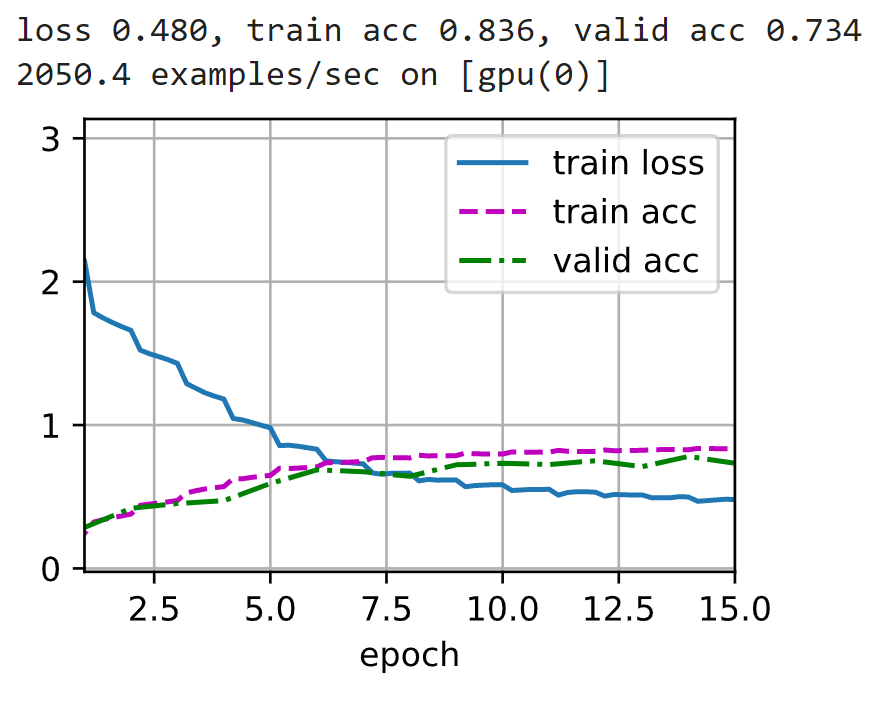 loss 0.480, train acc 0.836, valid acc 0.734
2050.4 examples/sec on [gpu(0)]
3
train loss
train acc
2
valid acc
1
0
2.5 5.0 7.5 10.0 12.5 15.0
epoch